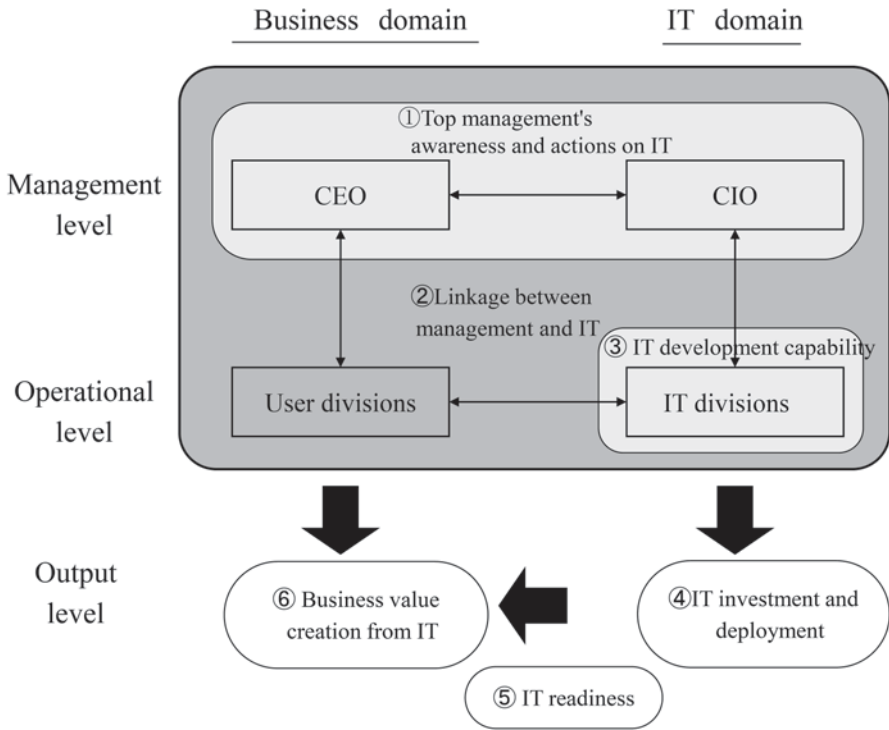 Business domain
IT domain
①Top management's
awareness and actions on IT
Management
level
CEO
CIO
②Linkage between
management and IT
③ IT development capability
Operational
level
User divisions
IT divisions
Output
level
⑥ Business value
creation from IT
④IT investment and
deployment
⑤ IT readiness